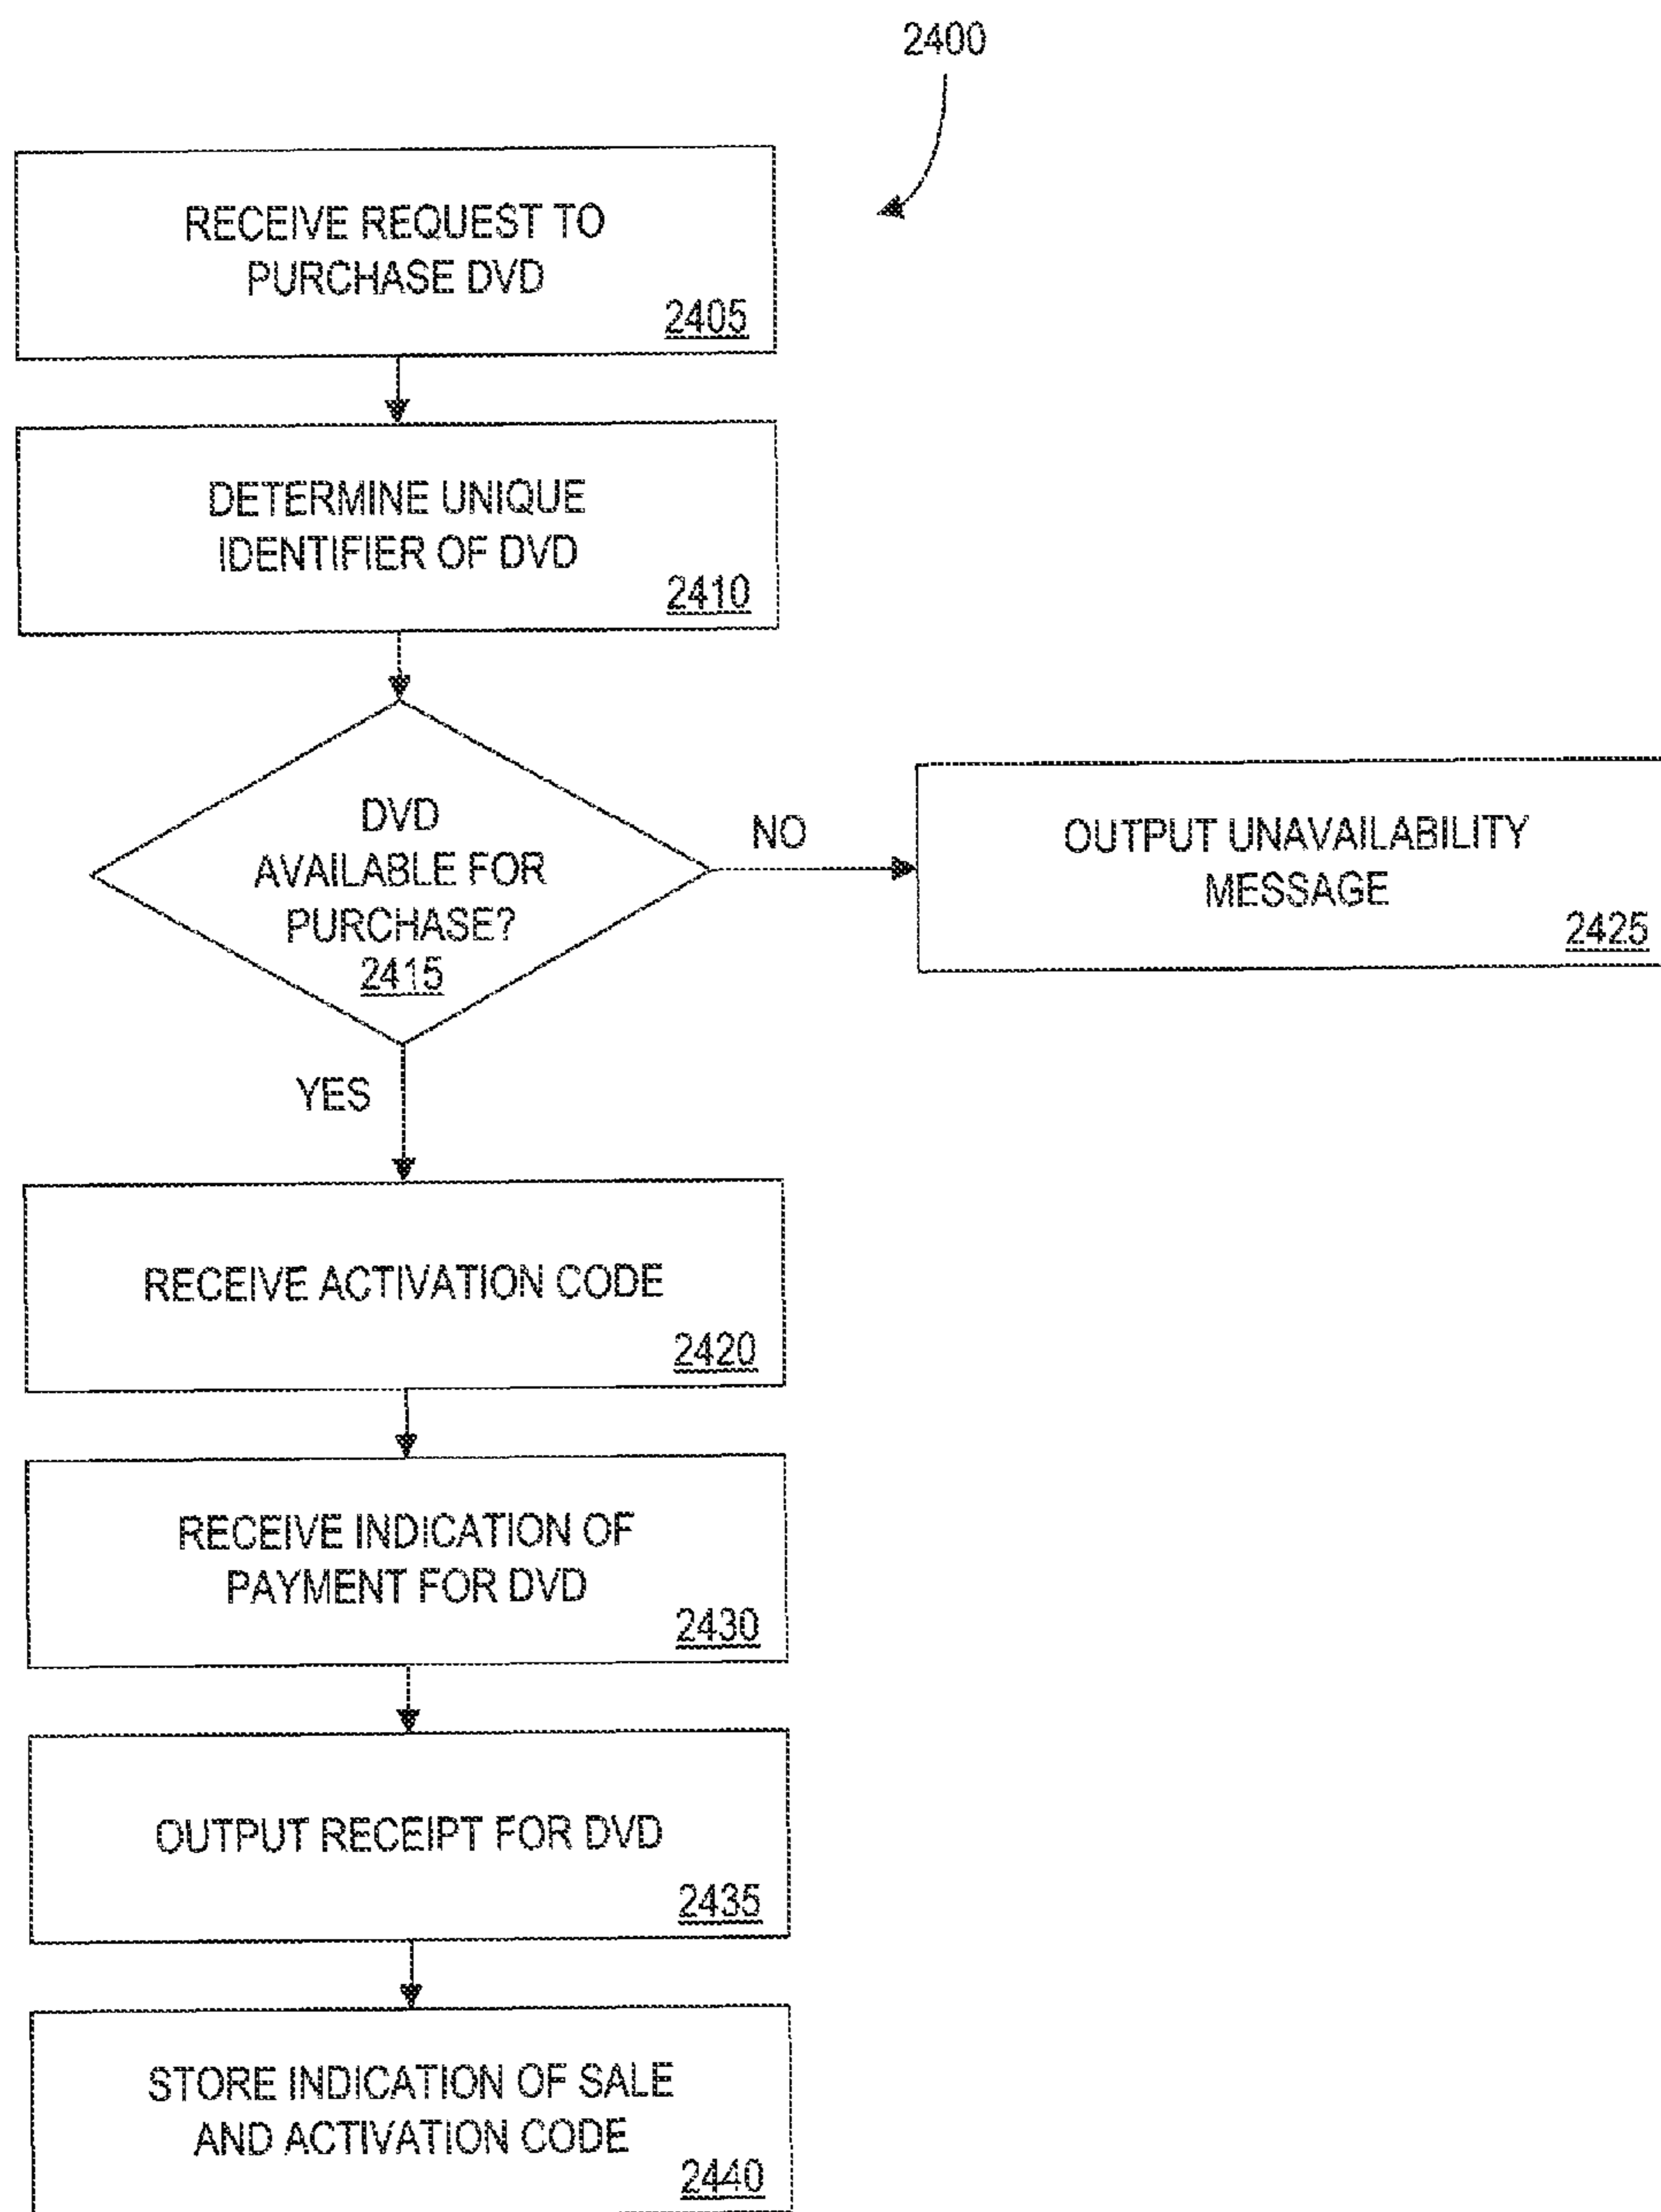 2400
RECEIVE REQUEST TO
PURCHASE DVD
2405
DETERMINE UNIQUE
IDENTIFIER OF DVD
2410
DVD
AVAILABLE FOR
PURCHASE?
2415
NO
OUTPUT UNAVAILABILITY
MESSAGE
2425
YES
RECEIVE ACTIVATION CODE
2420
RECEIVE INDICATION OF
PAYMENT FOR DVD
2430
OUTPUT RECEIPT FOR DVD
2435
STORE INDICATION OF SALE
AND ACTIVATION CODE
2440